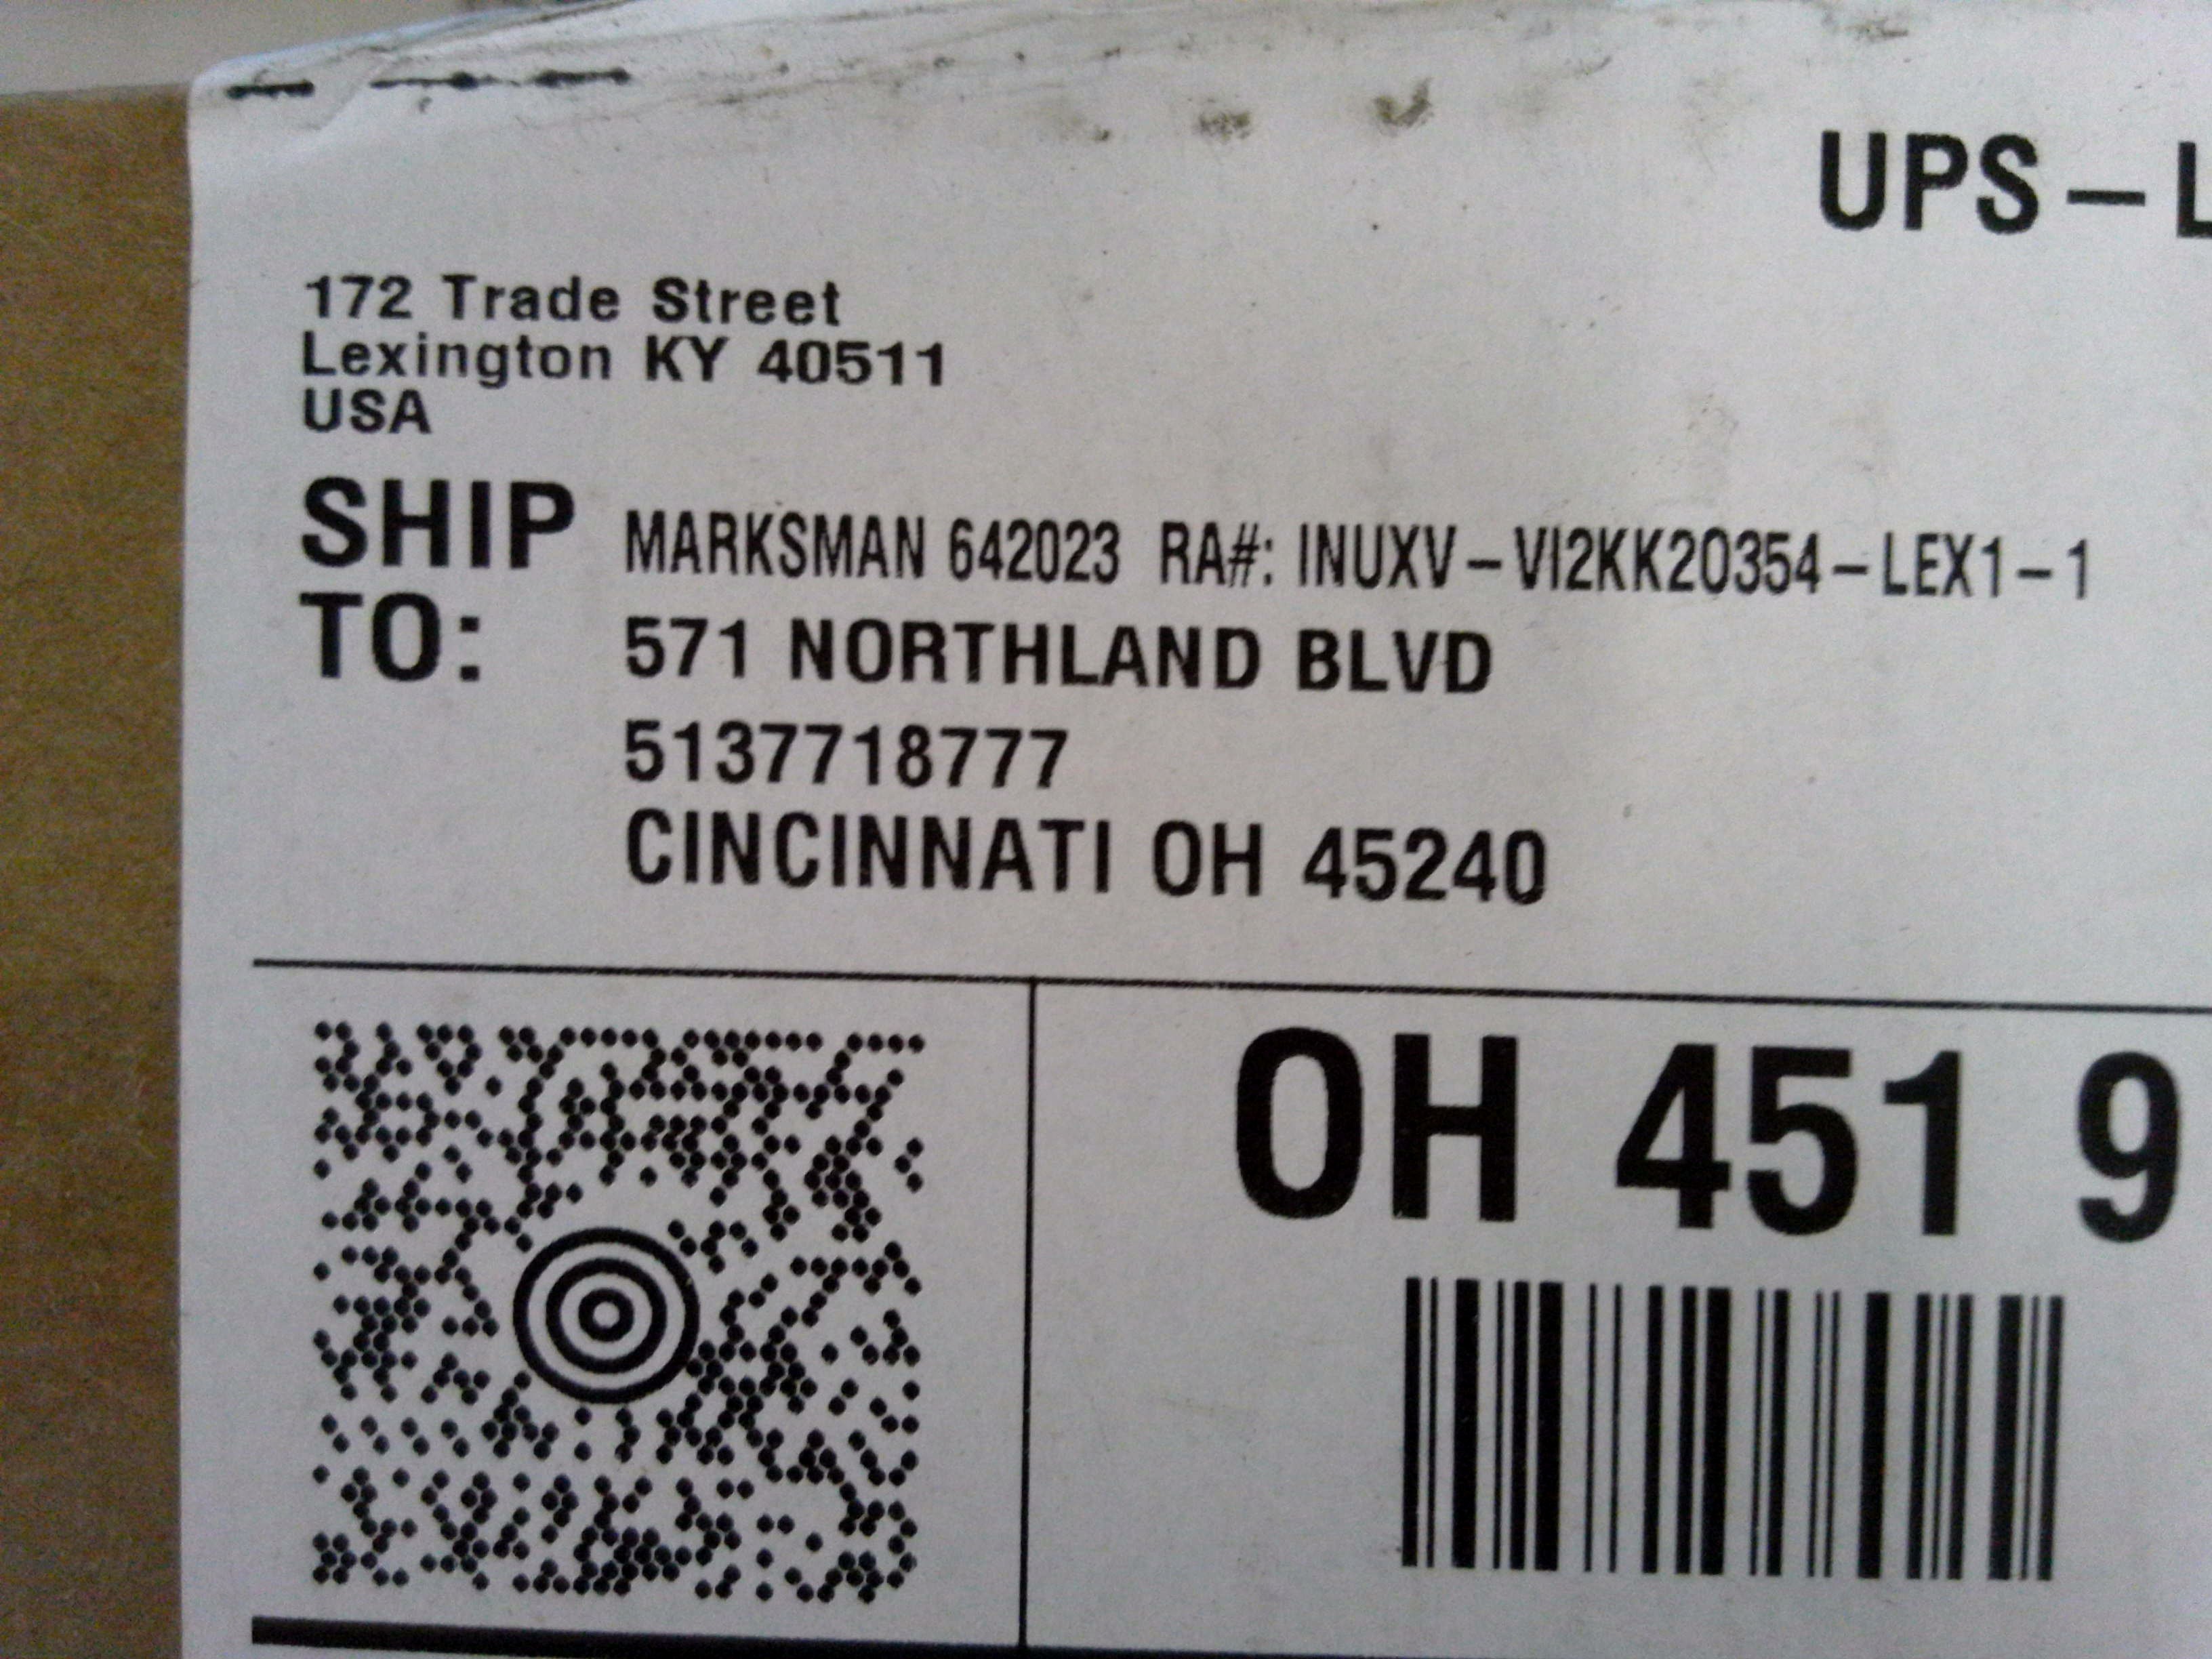 UPS – L
172 Trade Street
Lexington KY 40511
USA
SHIP TO: MARKSMAN 642023 RA#: INUXV – VI2KK20354 – LEX1 – 1
571 NORTHLAND BLVD
5137718777
CINCINNATI OH 45240
OH 451 9